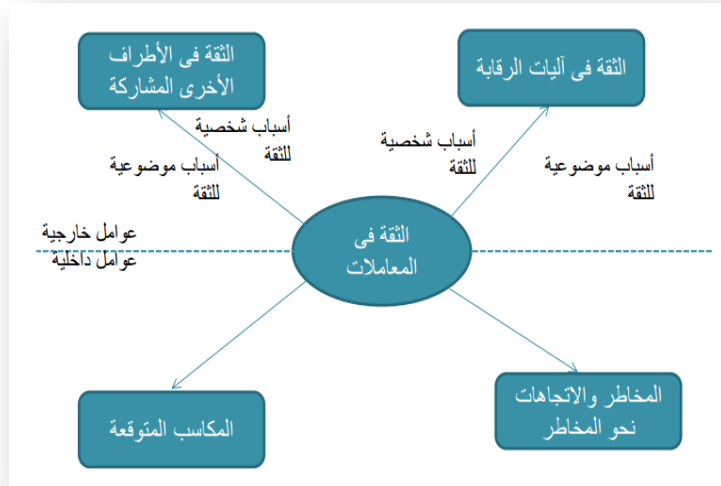 الثقة فى آليات الرقابة
الثقة فى الأطراف
الأخرى المشاركة
أسباب شخصية
للثقة
أسباب موضوعية
للثقة
أسباب شخصية
للثقة
أسباب موضوعية
للثقة
الثقة فى
المعاملات
عوامل خارجية
عوامل داخلية
المخاطر والاتجاهات
نحو المخاطر
المكاسب المتوقعة